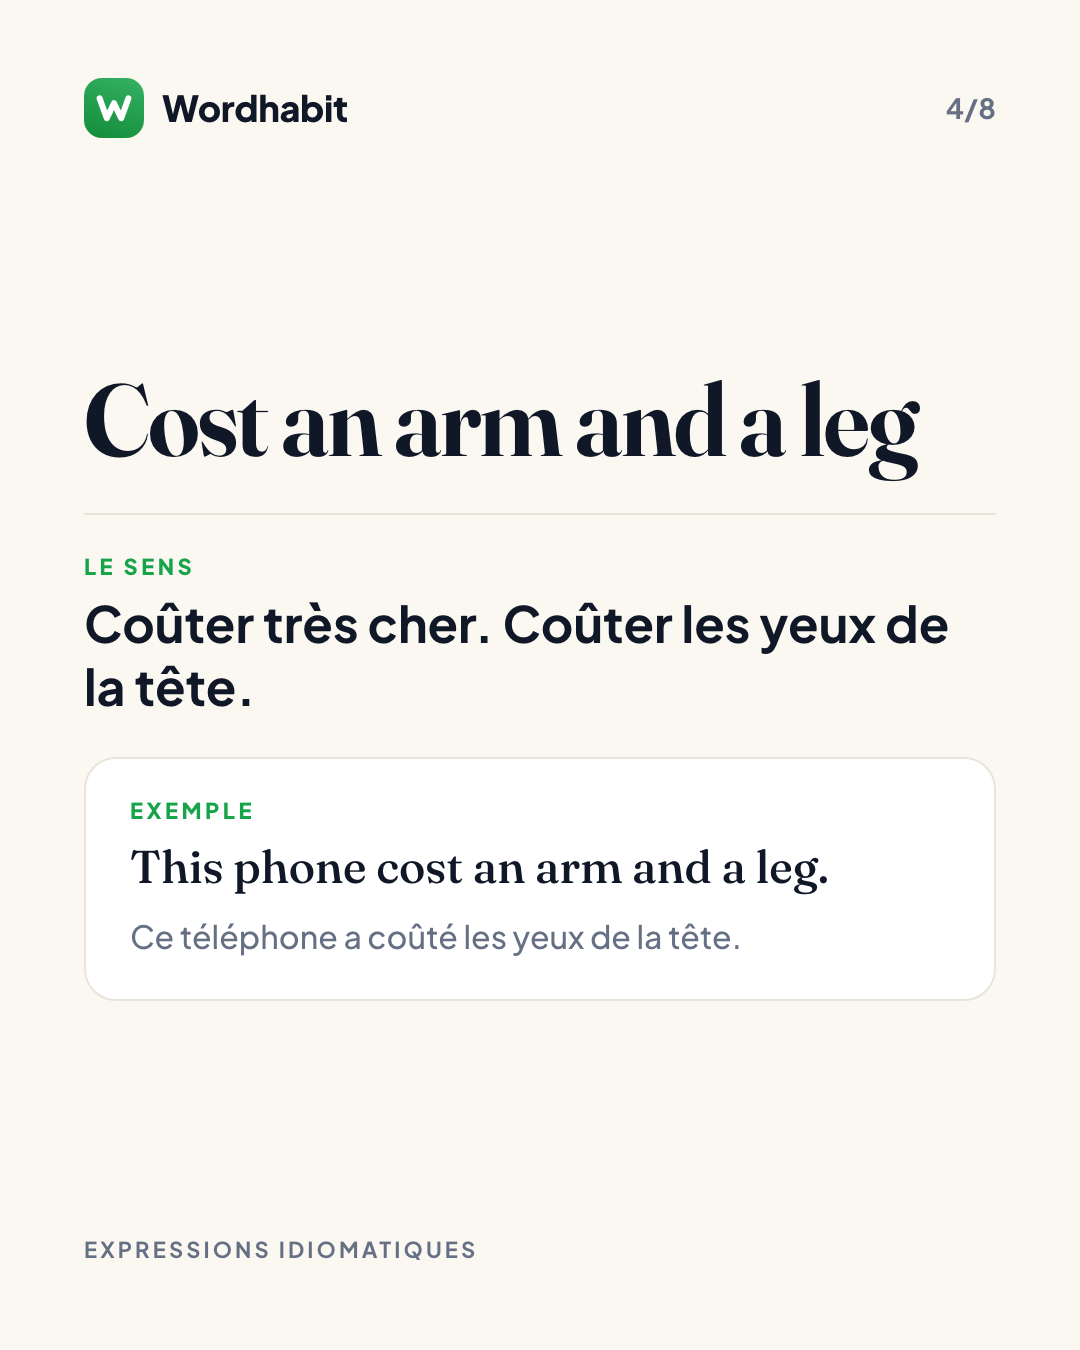 Wordhabit
4/8
Cost an arm and a leg
LE SENS
Coûter très cher. Coûter les yeux de
la tête.
EXEMPLE
This phone cost an arm and a leg.
Ce téléphone a coûté les yeux de la tête.
EXPRESSIONS IDIOMATIQUES